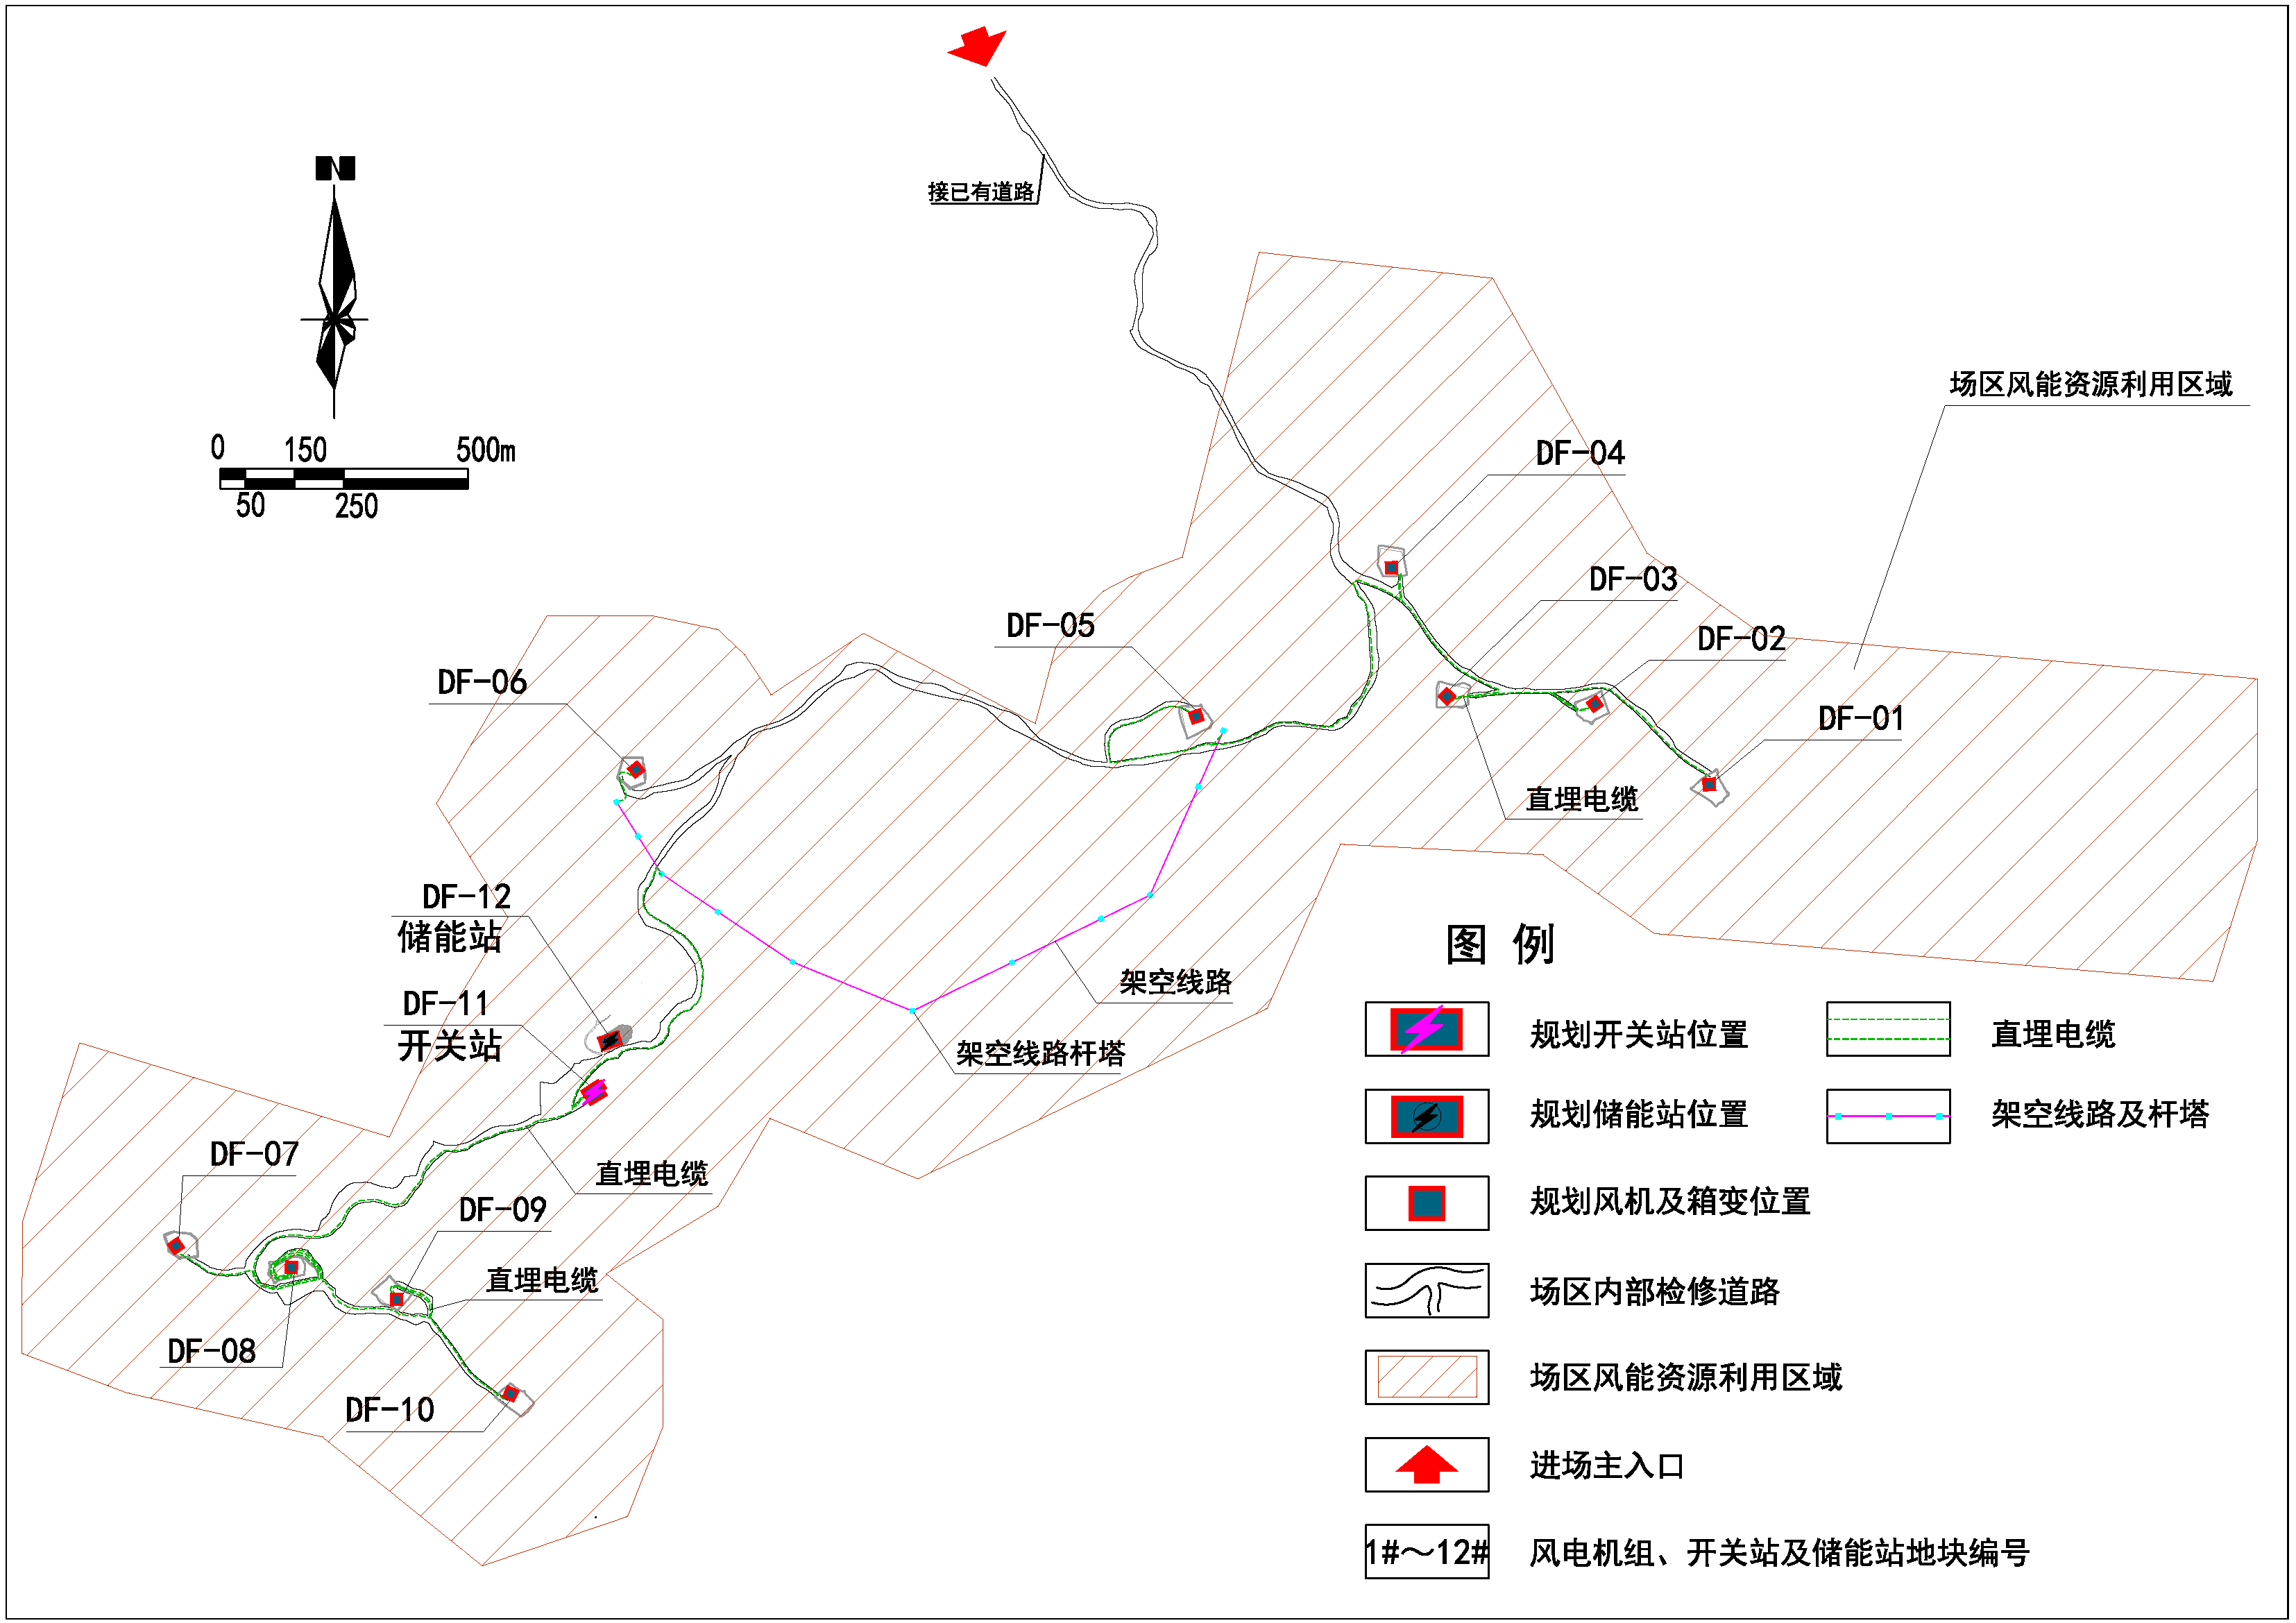 N
接已有道路
场区风能资源利用区域
0 150 500m
50 250
DF-04
DF-03
DF-05
DF-02
DF-06
DF-01
直埋电缆
DF-12
储能站
架空线路
DF-11
开关站
架空线路杆塔
DF-07
直埋电缆
DF-09
直埋电缆
DF-08
DF-10
图 例
规划开关站位置
直埋电缆
规划储能站位置
架空线路及杆塔
规划风机及箱变位置
场区内部检修道路
场区风能资源利用区域
进场主入口
1#～12# 风电机组、开关站及储能站地块编号